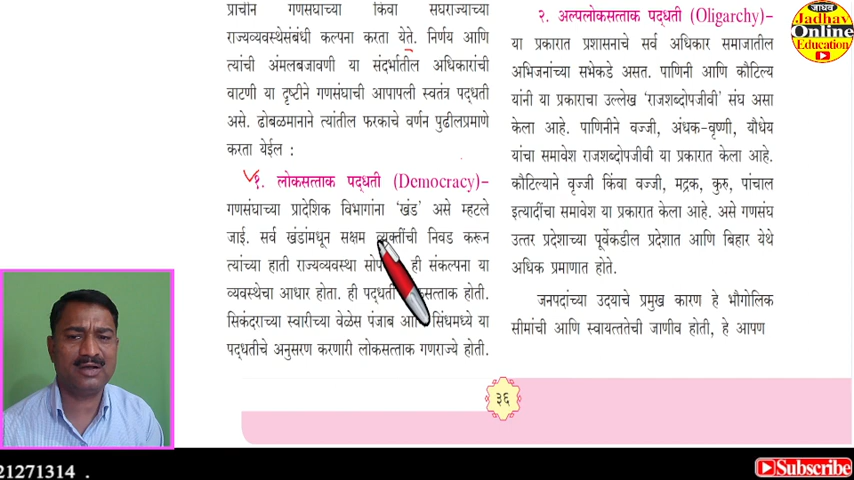 प्राचीन गणसंघाच्या किंवा संघराज्याच्या
राज्यव्यवस्थेसंबंधी कल्पना करता येते. निर्णय आणि
त्यांची अंमलबजावणी या संदर्भातील अधिकारांची
वाटणी या दृष्टीने गणसंघाची आपापली स्वतंत्र पद्धती
असे. ढोबळमानाने त्यांतील फरकाचे वर्णन पुढीलप्रमाणे
करता येईल :
१. लोकसत्ताक पद्धती (Democracy)-
गणसंघाच्या प्रादेशिक विभागांना 'खंड' असे म्हटले
जाई. सर्व खंडांमधून सक्षम व्यक्तींची निवड करून
त्यांच्या हाती राज्यव्यवस्था ही संकल्पना या
व्यवस्थेचा आधार होता. ही पद्धती होती.
सिकंदराच्या स्वारीच्या वेळेस पंजाब सिंधमध्ये या
पद्धतीचे अनुसरण करणारी लोकसत्ताक गणराज्ये होती.
२. अल्पलोकसत्ताक पद्धती (Oligarchy)-
या प्रकारात प्रशासनाचे सर्व अधिकार समाजातील
अभिजनांच्या सभेकडे असत. पाणिनी आणि कौटिल्य
यांनी या प्रकाराचा उल्लेख 'राजशब्दोपजीवी' संघ असा
केला आहे. पाणिनीने वज्जी, अंधक-वृष्णी, यौधेय
यांचा समावेश राजशब्दोपजीवी या प्रकारात केला आहे.
कौटिल्याने वृज्जी किंवा वज्जी, मद्रक, कुरु, पांचाल
इत्यादींचा समावेश या प्रकारात केला आहे. असे गणसंघ
उत्तर प्रदेशाच्या पूर्वेकडील प्रदेशात आणि बिहार येथे
अधिक प्रमाणात होते.
जनपदांच्या उदयाचे प्रमुख कारण हे भौगोलिक
सीमांची आणि स्वायत्ततेची जाणीव होती, हे आपण
३६
जाधव
Jadhav
Online
Education
21271314 .
Subscribe